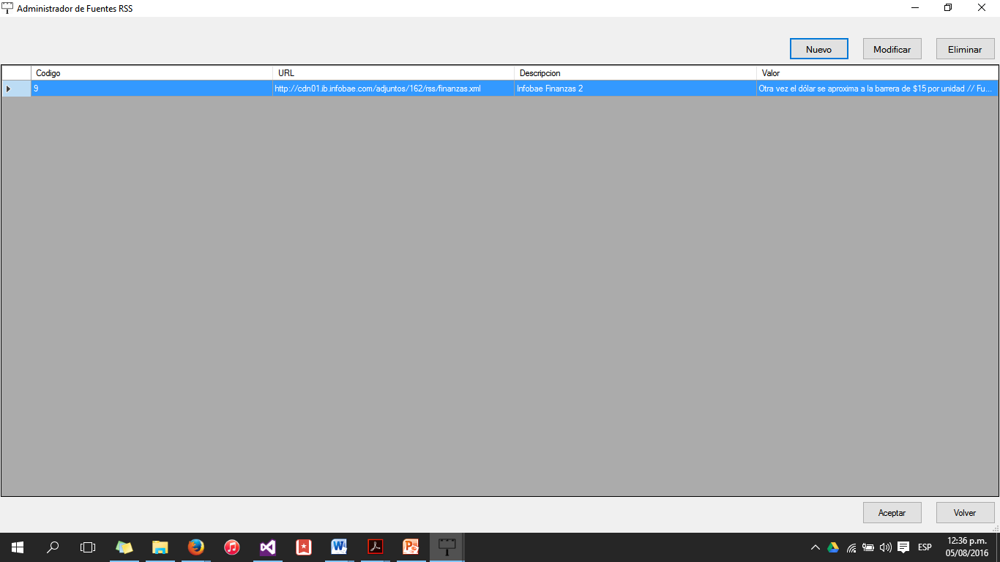 Administrador de Fuentes RSS
Nuevo Modificar Eliminar
Codigo URL Descripcion Valor
9 http://cdn01.ib.infobae.com/adjuntos/162/rss/finanzas.xml Infobae Finanzas 2 Otra vez el dólar se aproxima a la barrera de $15 por unidad // Fu...
Aceptar Volver
ESP 12:36 p.m.
05/08/2016